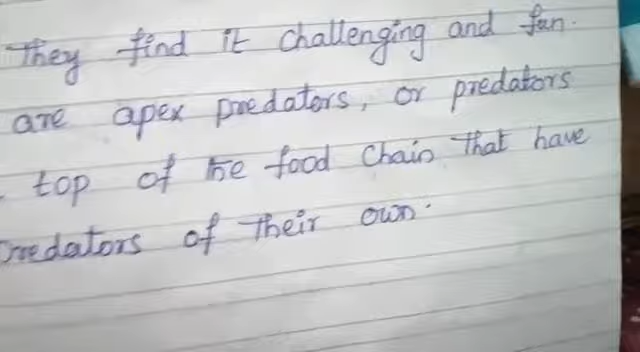 They find it challenging and fun.
are apex predators, or predators
top of the food chain that have
predators of their own.